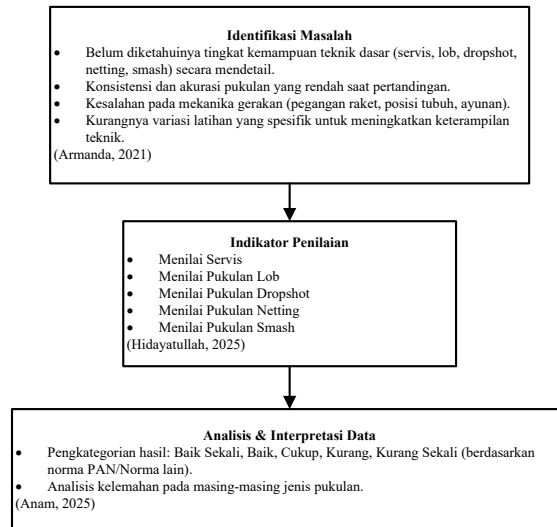 Identifikasi Masalah
• Belum diketahuinya tingkat kemampuan teknik dasar (servis, lob, dropshot,
netting, smash) secara mendetail.
• Konsistensi dan akurasi pukulan yang rendah saat pertandingan.
• Kesalahan pada mekanika gerakan (pegangan raket, posisi tubuh, ayunan).
• Kurangnya variasi latihan yang spesifik untuk meningkatkan keterampilan
teknik.
(Armanda, 2021)
Indikator Penilaian
• Menilai Servis
• Menilai Pukulan Lob
• Menilai Pukulan Dropshot
• Menilai Pukulan Netting
• Menilai Pukulan Smash
(Hidayatullah, 2025)
Analisis & Interpretasi Data
• Pengkategorian hasil: Baik Sekali, Baik, Cukup, Kurang, Kurang Sekali (berdasarkan
norma PAN/Norma lain).
• Analisis kelemahan pada masing-masing jenis pukulan.
(Anam, 2025)